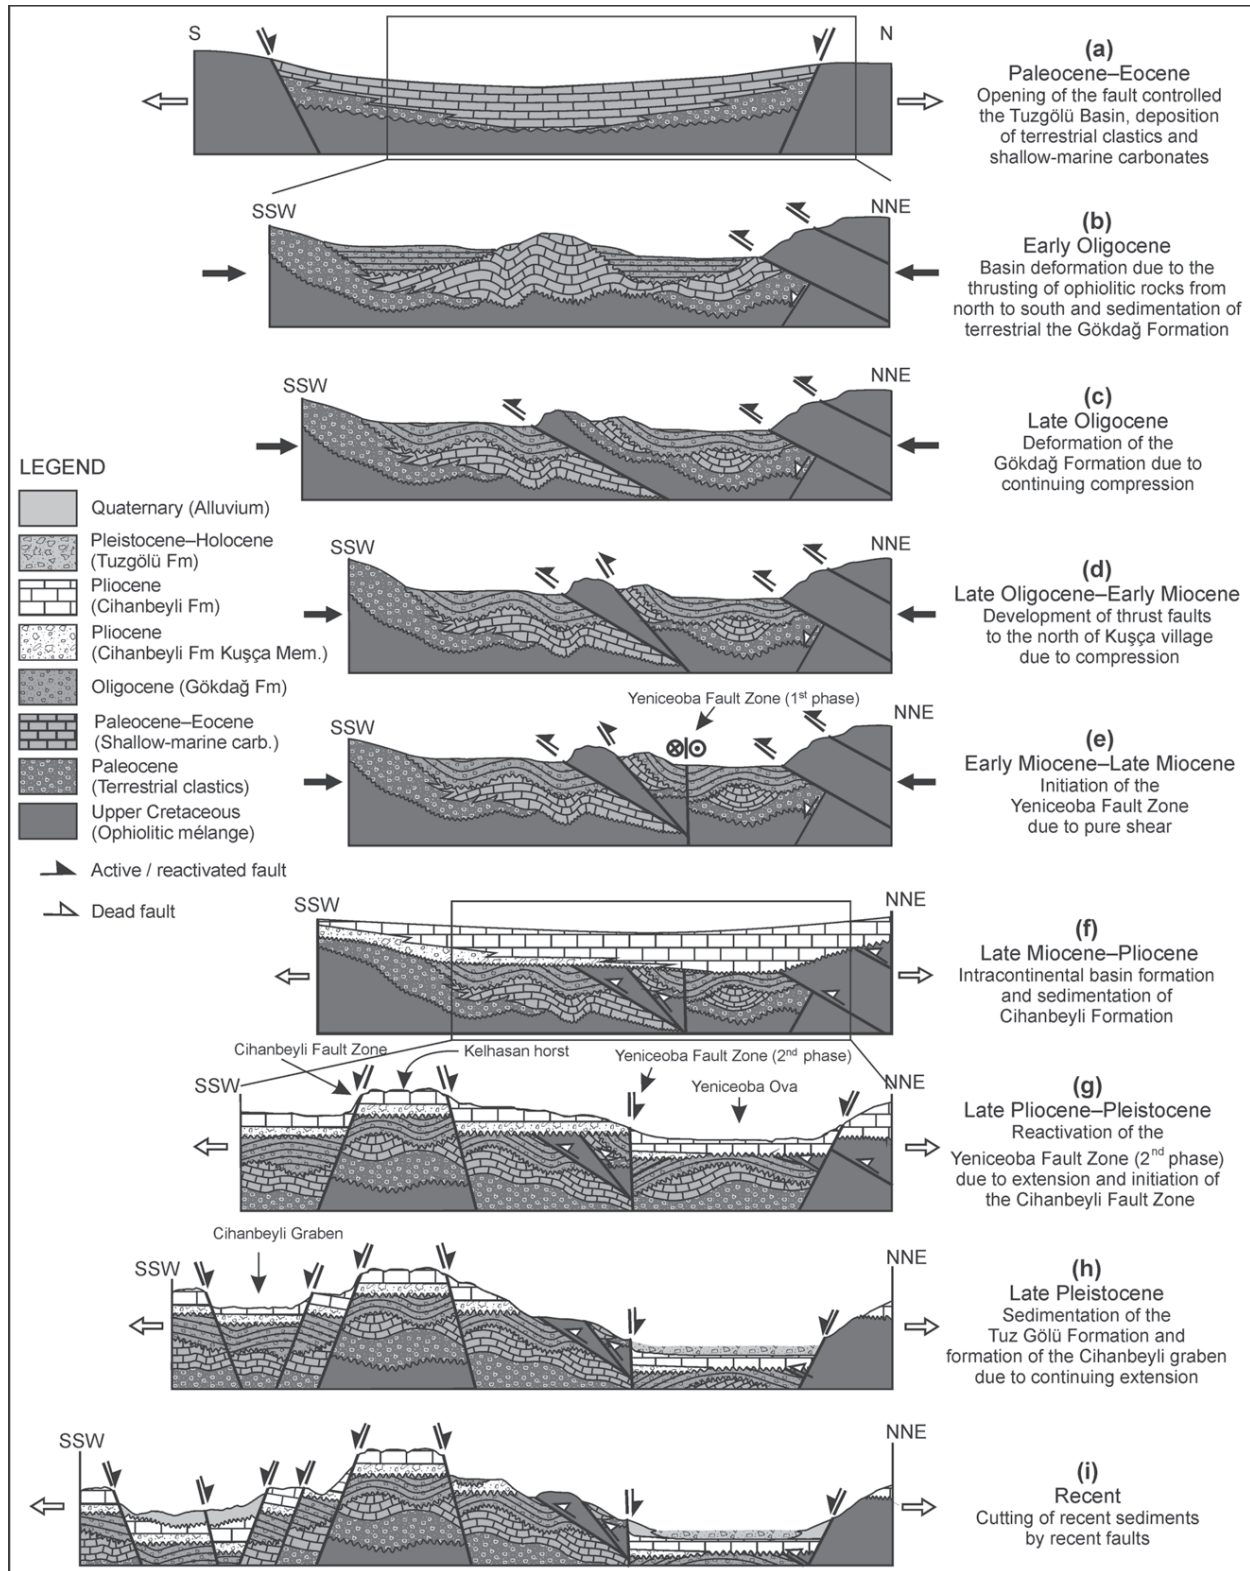 S
N
(a)
Paleocene–Eocene
Opening of the fault controlled
the Tuzgölü Basin, deposition
of terrestrial clastics and
shallow-marine carbonates
SSW
NNE
(b)
Early Oligocene
Basin deformation due to the
thrusting of ophiolitic rocks from
north to south and sedimentation of
terrestrial the Gökdağ Formation
SSW
NNE
(c)
Late Oligocene
Deformation of the
Gökdağ Formation due to
continuing compression
LEGEND
Quaternary (Alluvium)
Pleistocene–Holocene
(Tuzgölü Fm)
Pliocene
(Cihanbeyli Fm)
Pliocene
(Cihanbeyli Fm Kuşça Mem.)
Oligocene (Gökdağ Fm)
Paleocene–Eocene
(Shallow-marine carb.)
Paleocene
(Terrestrial clastics)
Upper Cretaceous
(Ophiolitic mélange)
Active / reactivated fault
Dead fault
SSW
NNE
(d)
Late Oligocene–Early Miocene
Development of thrust faults
to the north of Kuşça village
due to compression
Yeniceoba Fault Zone (1st phase)
SSW
NNE
(e)
Early Miocene–Late Miocene
Initiation of the
Yeniceoba Fault Zone
due to pure shear
SSW
NNE
(f)
Late Miocene–Pliocene
Intracontinental basin formation
and sedimentation of
Cihanbeyli Formation
Cihanbeyli Fault Zone
Kelhasan horst
Yeniceoba Fault Zone (2nd phase)
Yeniceoba Ova
SSW
NNE
(g)
Late Pliocene–Pleistocene
Reactivation of the
Yeniceoba Fault Zone (2nd phase)
due to extension and initiation of
the Cihanbeyli Fault Zone
Cihanbeyli Graben
SSW
NNE
(h)
Late Pleistocene
Sedimentation of the
Tuz Gölü Formation and
formation of the Cihanbeyli graben
due to continuing extension
SSW
NNE
(i)
Recent
Cutting of recent sediments
by recent faults